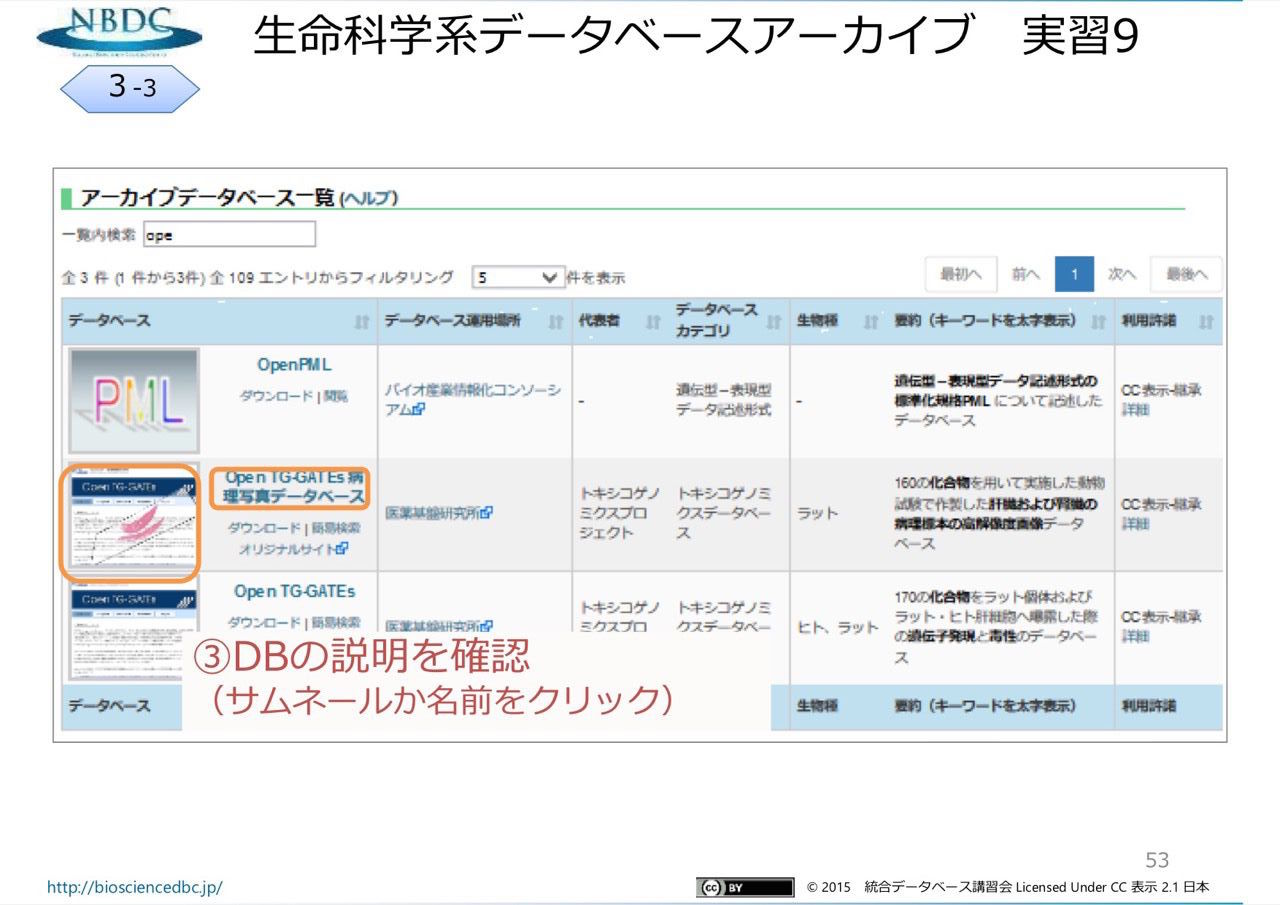 NBDC
生命科学系データベースアーカイブ　実習9
3 -3
アーカイブデータベース一覧 (ヘルプ)
一覧内検索 ope
全 3 件 (1 件から3件) 全 109 エントリからフィルタリング 5 件を表示
最初へ 前へ 1 次へ 最後へ
データベース データベース運用場所 代表者 データベースカテゴリ 生物種 要約（キーワードを太字表示） 利用許諾
PML
OpenPML
ダウンロード | 閲覧
バイオ産業情報化コンソーシ
アム
-
遺伝型－表現型
データ記述形式
-
遺伝型－表現型データ記述形式の
標準化規格PML について記述した
データベース
CC 表示-継承
詳細
Open TG-GATEs
Open TG-GATEs 病
理写真データベース
ダウンロード | 簡易検索
オリジナルサイト
医薬基盤研究所
トキシコゲノ
ミクスプロ
ジェクト
トキシコゲノミ
クスデータベー
ス
ラット
160の化合物を用いて実施した動物
試験で作製した肝臓および腎臓の
病理標本の高解像度画像データ
ベース
CC 表示-継承
詳細
Open TG-GATEs
Open TG-GATEs
ダウンロード | 簡易検索
医薬基盤研究所
トキシコゲノ
ミクスプロ
トキシコゲノミ
クスデータベー
ヒト、ラット
170の化合物をラット個体および
ラット・ヒト肝細胞へ曝露した際
の遺伝子発現と毒性のデータベー
ス
CC 表示-継承
詳細
③DBの説明を確認
（サムネールか名前をクリック）
データベース 生物種 要約（キーワードを太字表示） 利用許諾
53
http://biosciencedbc.jp/
cc BY
© 2015　統合データベース講習会 Licensed Under CC 表示 2.1 日本